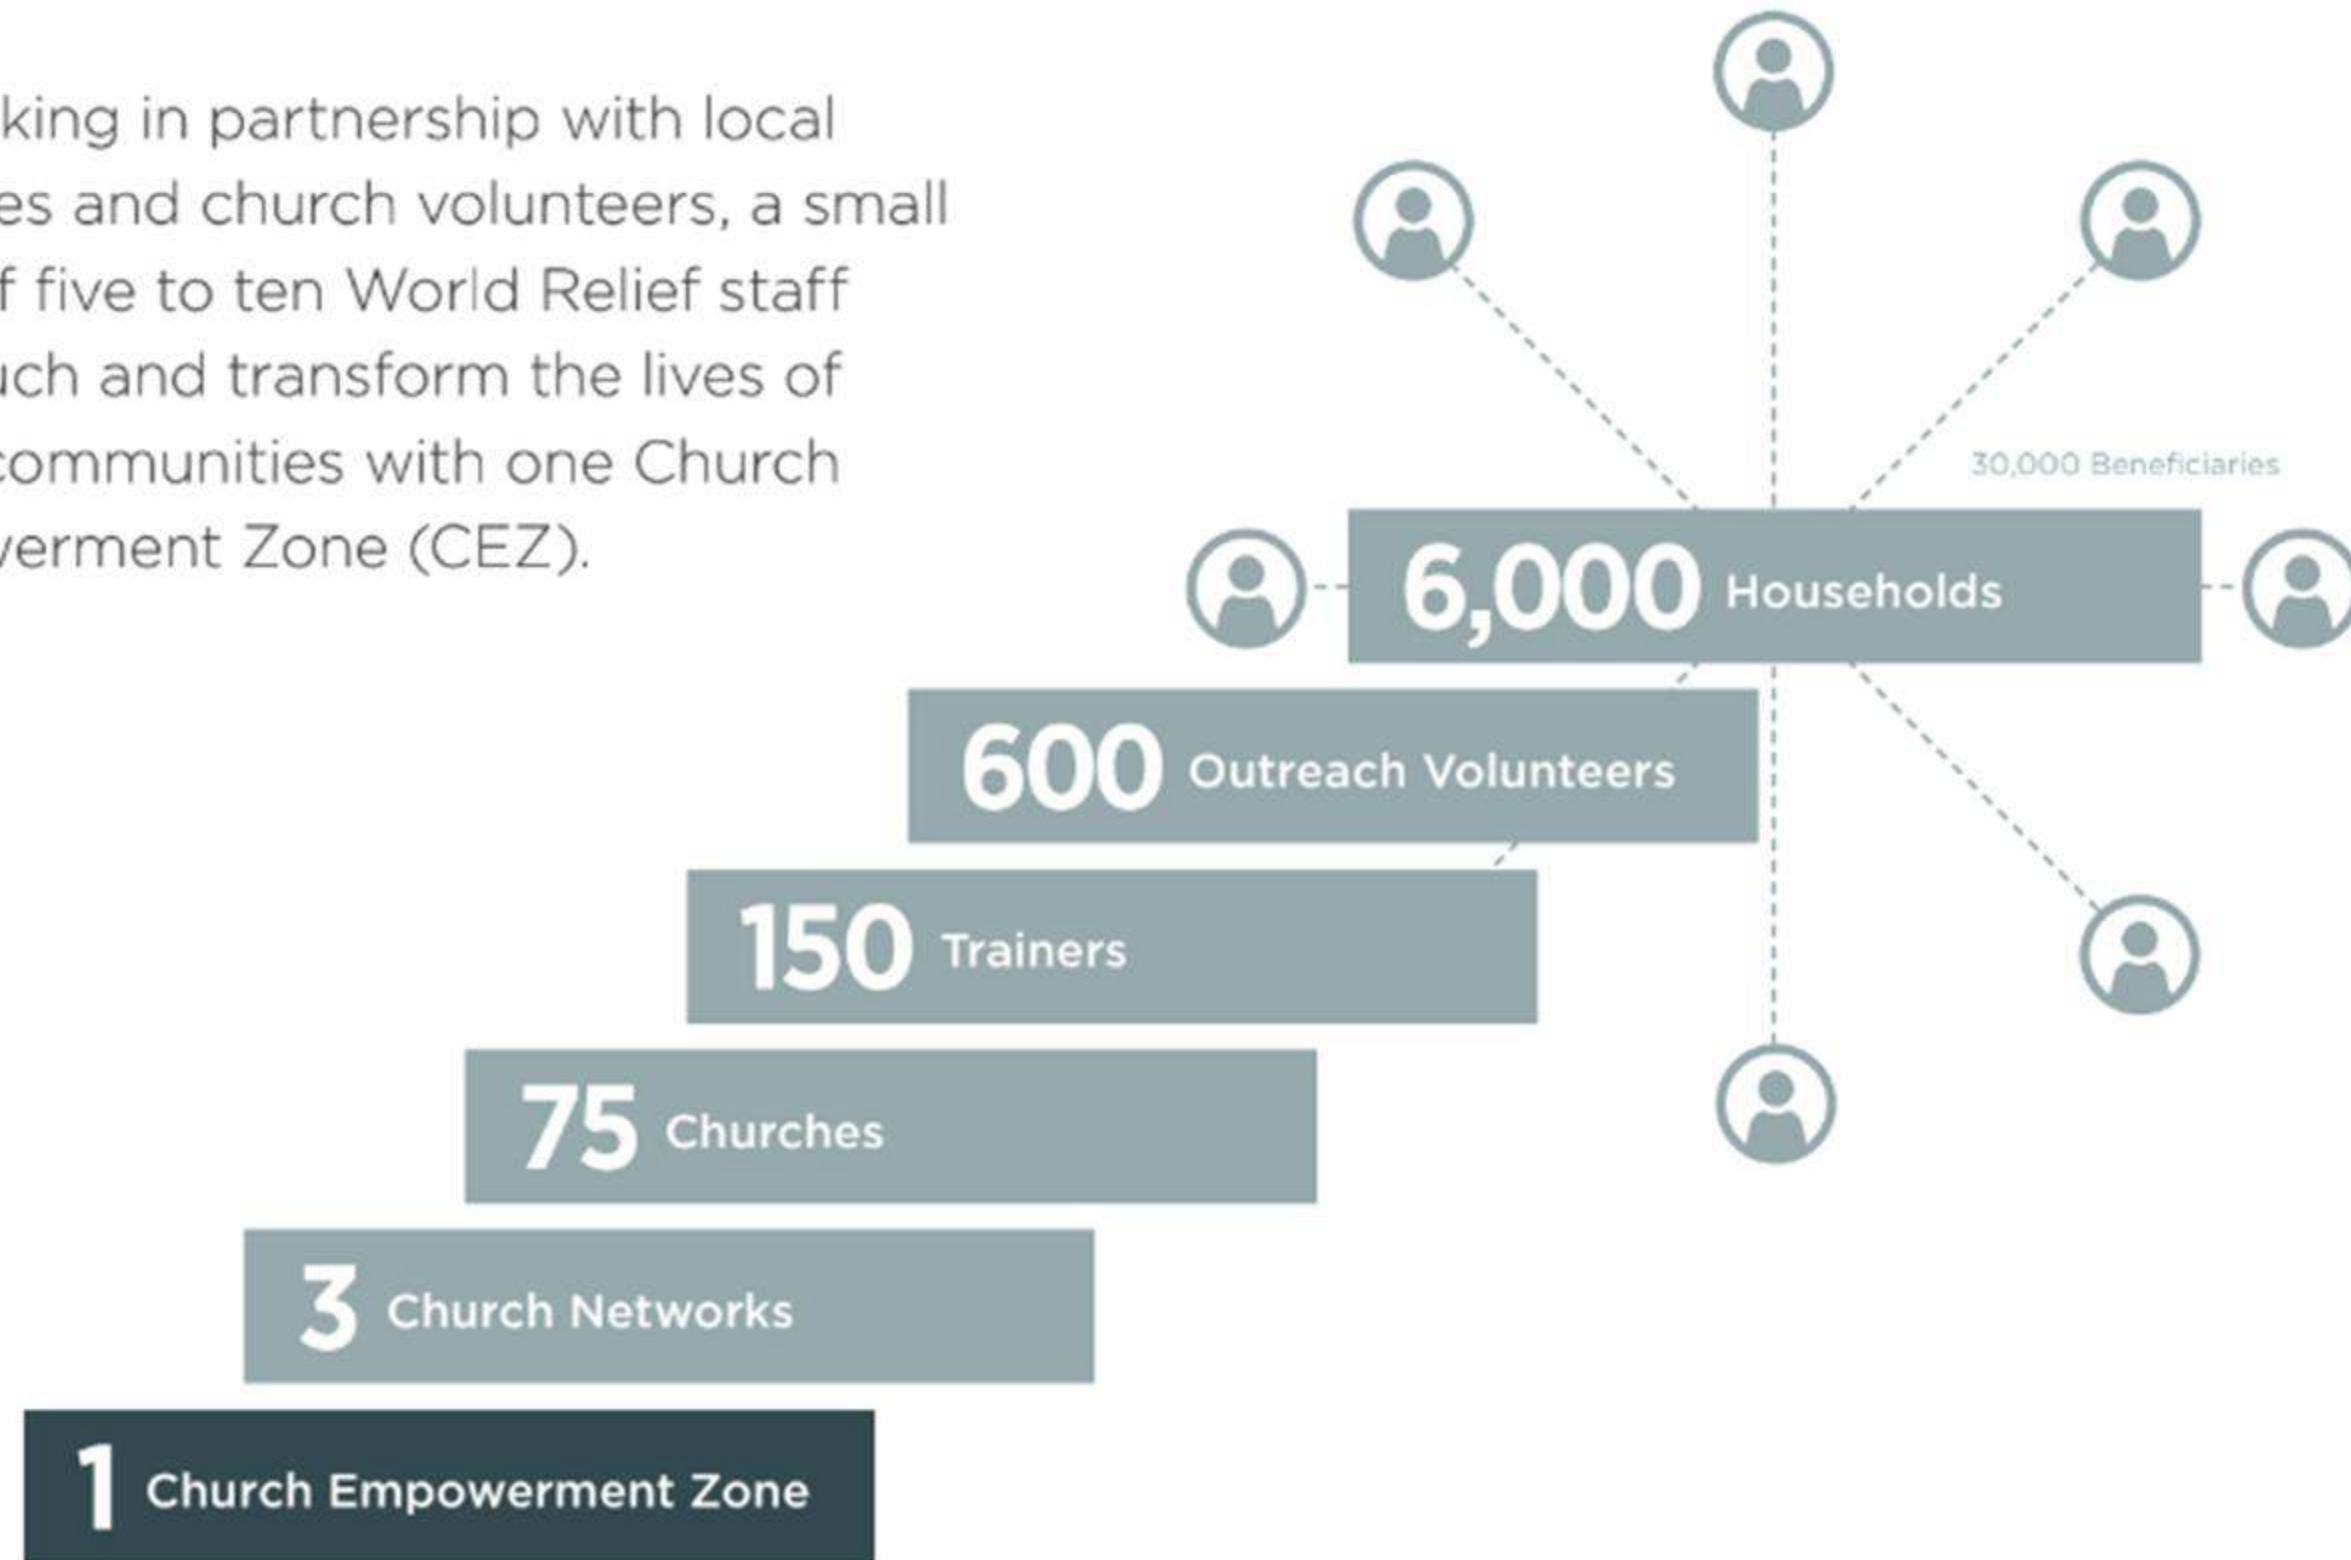 king in partnership with local
es and church volunteers, a small
f five to ten World Relief staff
uch and transform the lives of
communities with one Church
werment Zone (CEZ).
30,000 Beneficiaries
6,000 Households
600 Outreach Volunteers
150 Trainers
75 Churches
3 Church Networks
1 Church Empowerment Zone